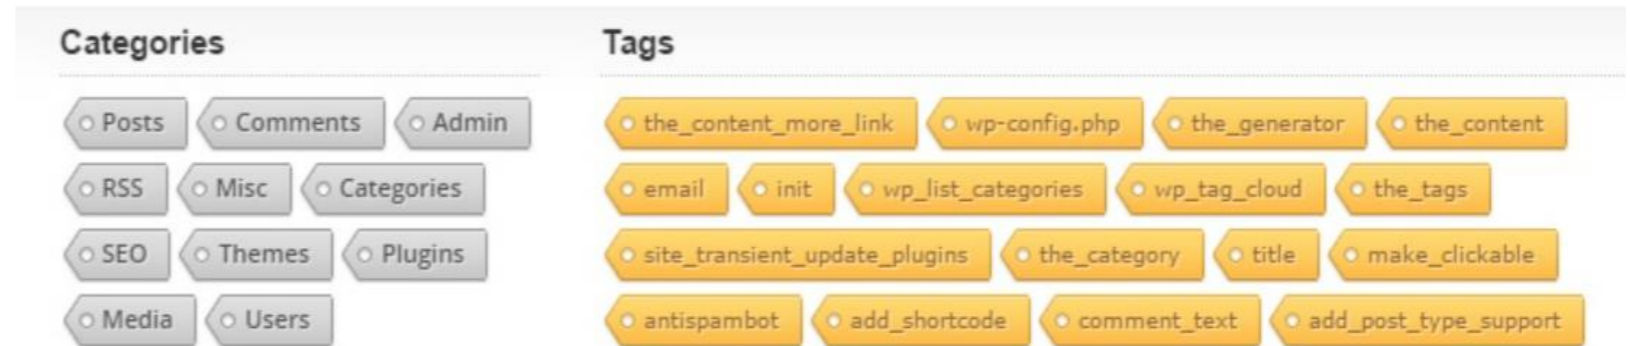 Categories
Posts Comments Admin
RSS Misc Categories
SEO Themes Plugins
Media Users
Tags
the_content_more_link wp-config.php the_generator the_content
email init wp_list_categories wp_tag_cloud the_tags
site_transient_update_plugins the_category title make_clickable
antispambot add_shortcode comment_text add_post_type_support